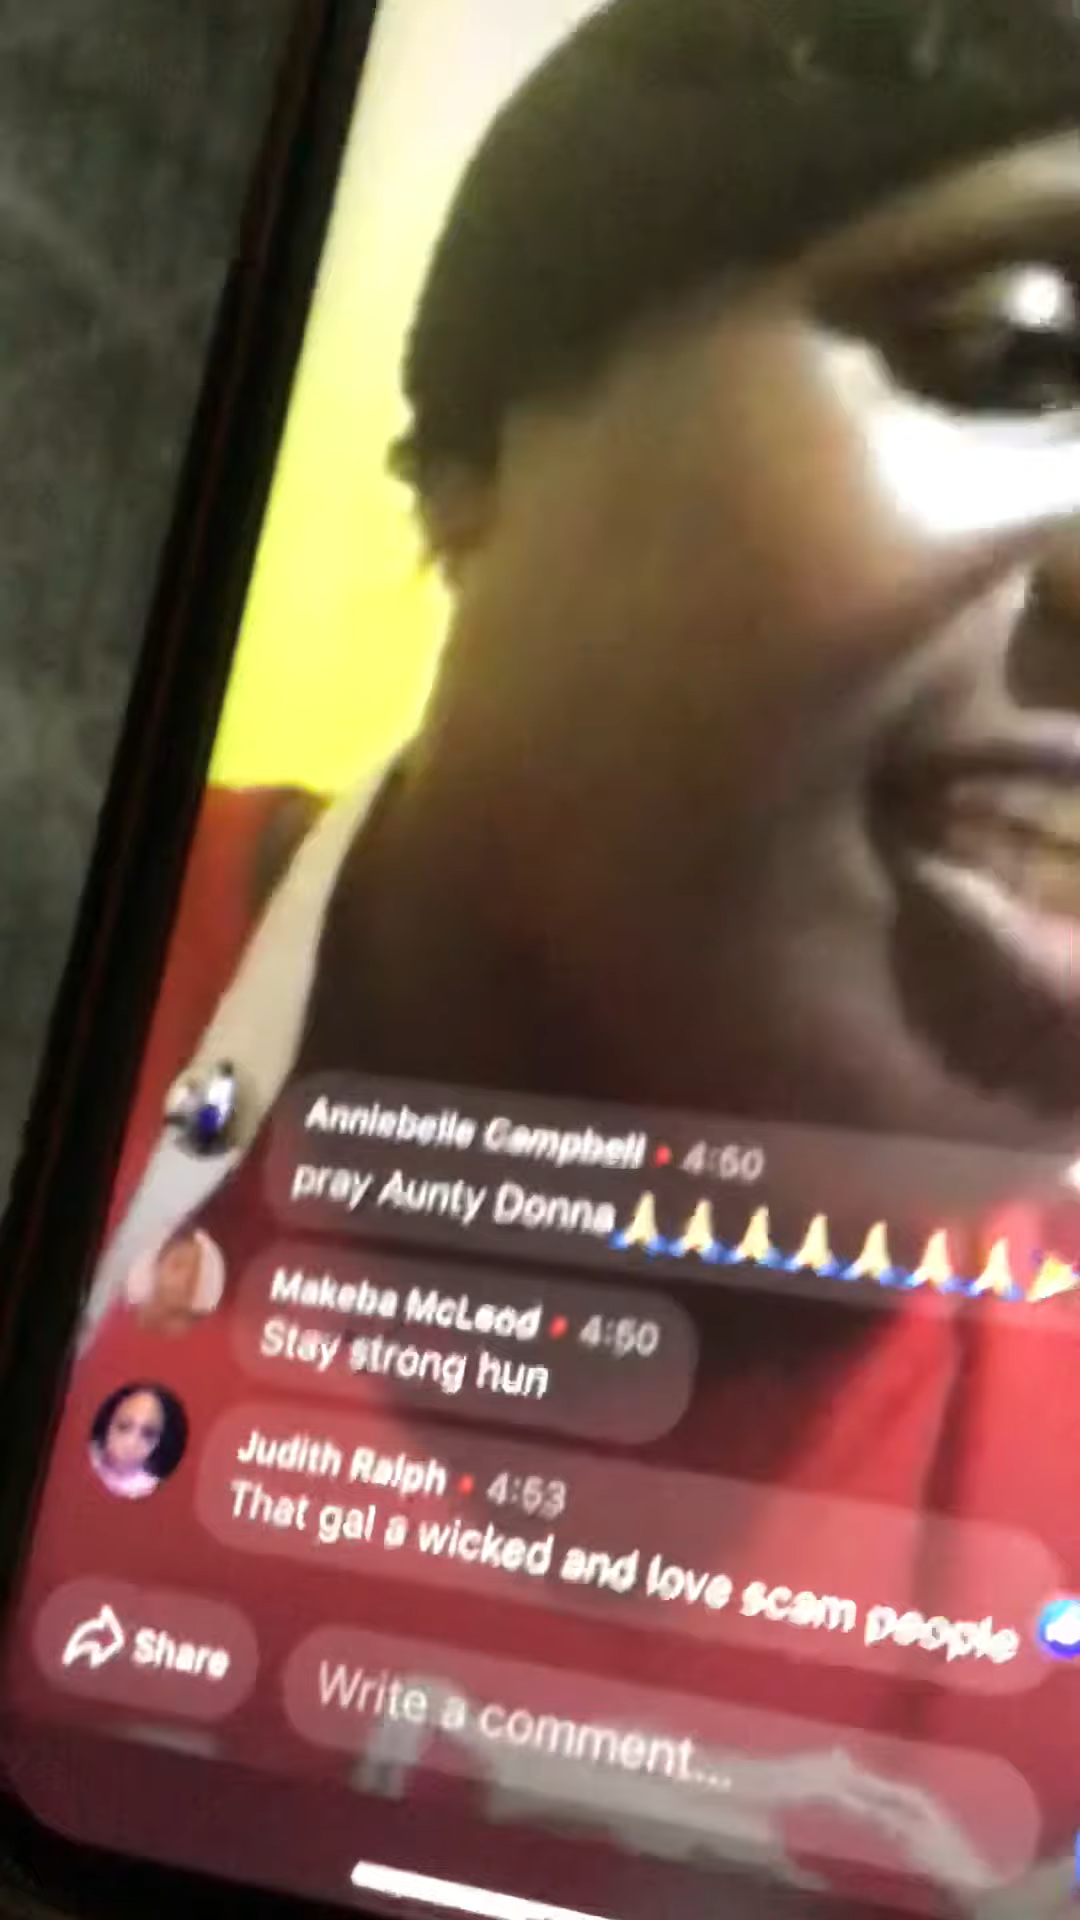 Anniebelle Campbell • 4:50
pray Aunty Donna🙏🙏🙏🙏🙏🙏🙏🙏
Makeba McLeod • 4:50
Stay strong hun
Judith Ralph • 4:53
That gal a wicked and love scam people
Share
Write a comment...